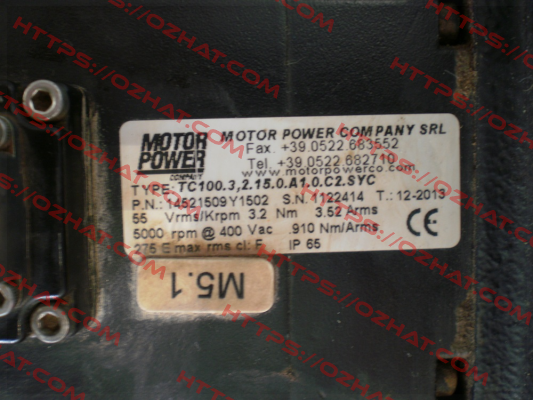 MOTOR POWER COMPANY
MOTOR POWER COMPANY SRL
Fax. +39.0522.683552
Tel. +39.0522.682710
www.motorpowerco.com
TYPE: TC100.3,2.15.0.A1.0.C2.SYC
P.N.: 14521509Y1502 S.N. 1122414 T.: 12-2013
55 Vrms/Krpm 3.2 Nm 3.52 Arms
5000 rpm @ 400 Vac .910 Nm/Arms
275 E max rms cl: F IP 65
CE
M5.1
HTTPS://OZHAT.COM